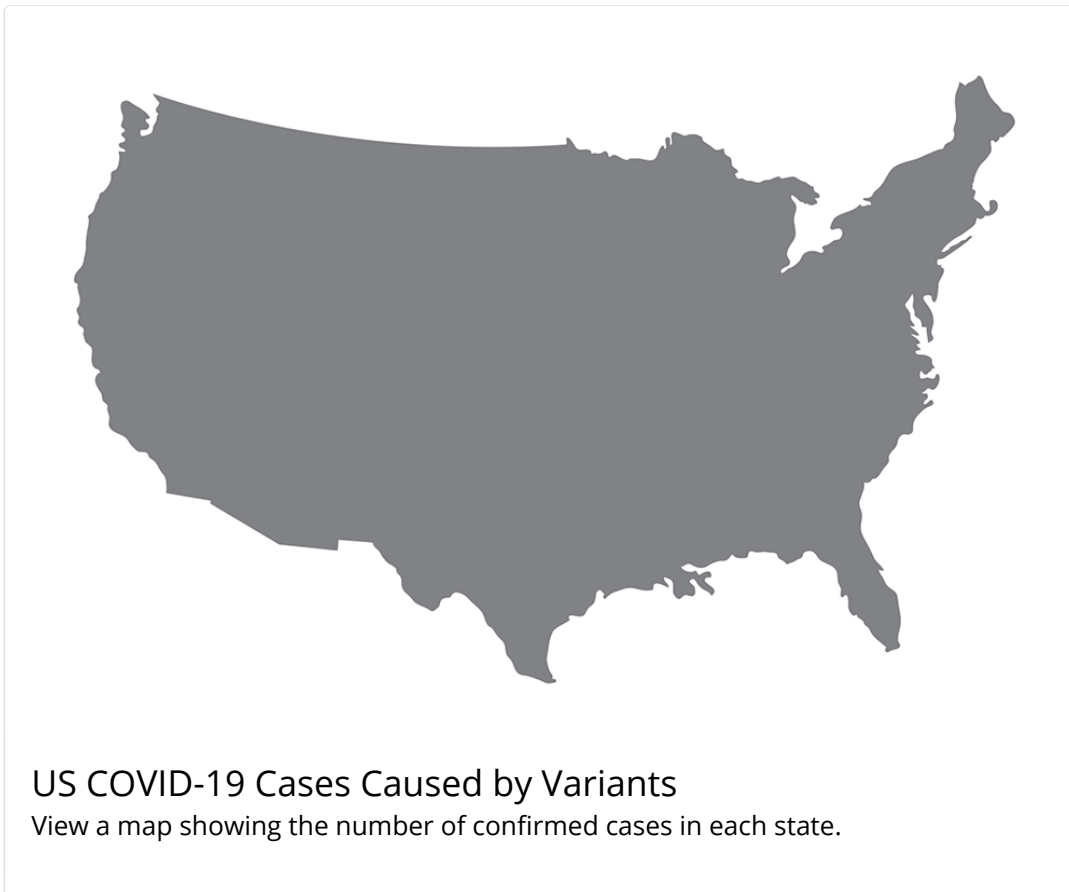 US COVID-19 Cases Caused by Variants
View a map showing the number of confirmed cases in each state.